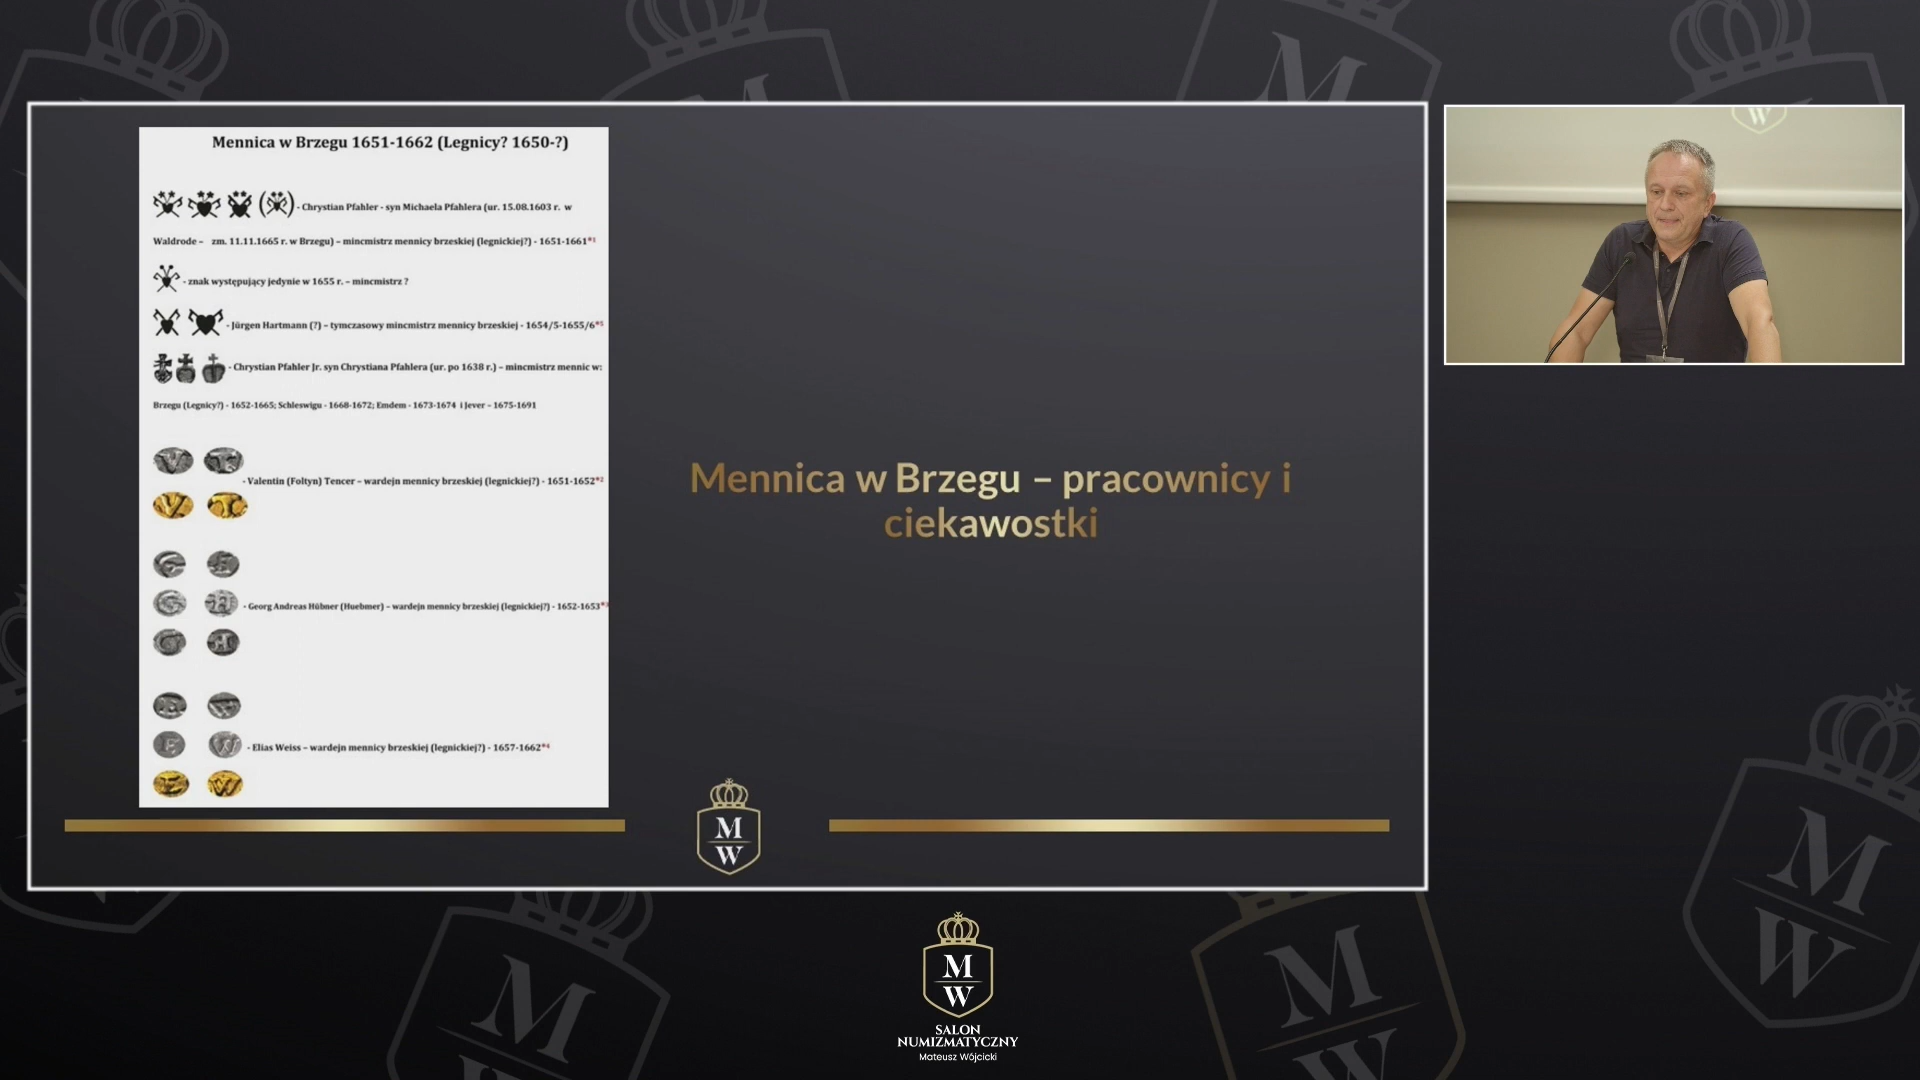 Mennica w Brzegu 1651-1662 (Legnicy? 1650-?)
- Chrystian Pfahler - syn Michaela Pfahlera (ur. 15.08.1603 r. w
Waldrode – zm. 11.11.1665 r. w Brzegu) – mincmistrz mennicy brzeskiej (legnickiej?) - 1651-1661*1
- znak występujący jedynie w 1655 r. – mincmistrz ?
- Jürgen Hartmann (?) – tymczasowy mincmistrz mennicy brzeskiej - 1654/5-1655/6*5
- Chrystian Pfahler Jr. syn Chrystiana Pfahlera (ur. po 1638 r.) – mincmistrz mennic w:
Brzegu (Legnicy?) - 1652-1665; Schleswigu - 1668-1672; Emdem - 1673-1674 i Jever – 1675-1691
V T
- Valentin (Foltyn) Tencer – wardejn mennicy brzeskiej (legnickiej?) - 1651-1652*2
V T
G H
G H - Georg Andreas Hübner (Huebmer) – wardejn mennicy brzeskiej (legnickiej?) - 1652-1653*3
G H
E W
E W - Elias Weiss – wardejn mennicy brzeskiej (legnickiej?) - 1657-1662*4
E W
Mennica w Brzegu – pracownicy i
ciekawostki
M
W
M
W
SALON
NUMIZMATYCZNY
Mateusz Wójcicki